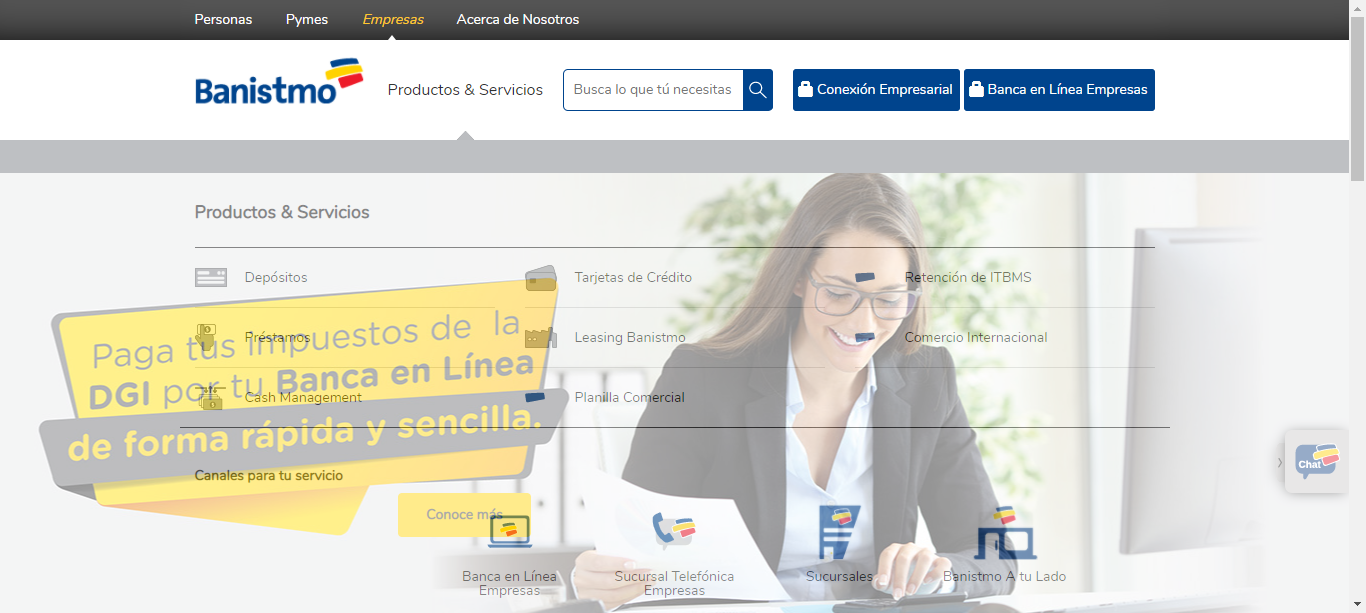 Personas Pymes Empresas Acerca de Nosotros
Banistmo
Productos & Servicios
Busca lo que tú necesitas
Conexión Empresarial
Banca en Línea Empresas
Productos & Servicios
Depósitos
Tarjetas de Crédito
Retención de ITBMS
Préstamos
Leasing Banistmo
Comercio Internacional
Cash Management
Planilla Comercial
Paga tus impuestos de la
DGI por tu Banca en Línea
de forma rápida y sencilla.
Canales para tu servicio
Conoce más
Chat
Banca en Línea
Empresas
Sucursal Telefónica
Empresas
Sucursales
Banistmo A tu Lado